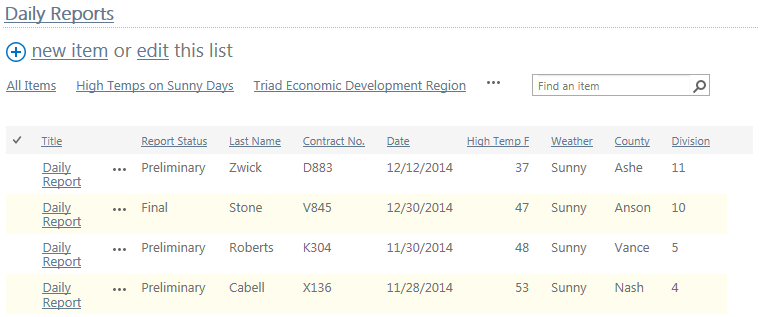 Daily Reports
new item or edit this list
All Items High Temps on Sunny Days Triad Economic Development Region ••• Find an item
Title Report Status Last Name Contract No. Date High Temp F Weather County Division
Daily Report ••• Preliminary Zwick D883 12/12/2014 37 Sunny Ashe 11
Daily Report ••• Final Stone V845 12/30/2014 47 Sunny Anson 10
Daily Report ••• Preliminary Roberts K304 11/30/2014 48 Sunny Vance 5
Daily Report ••• Preliminary Cabell X136 11/28/2014 53 Sunny Nash 4